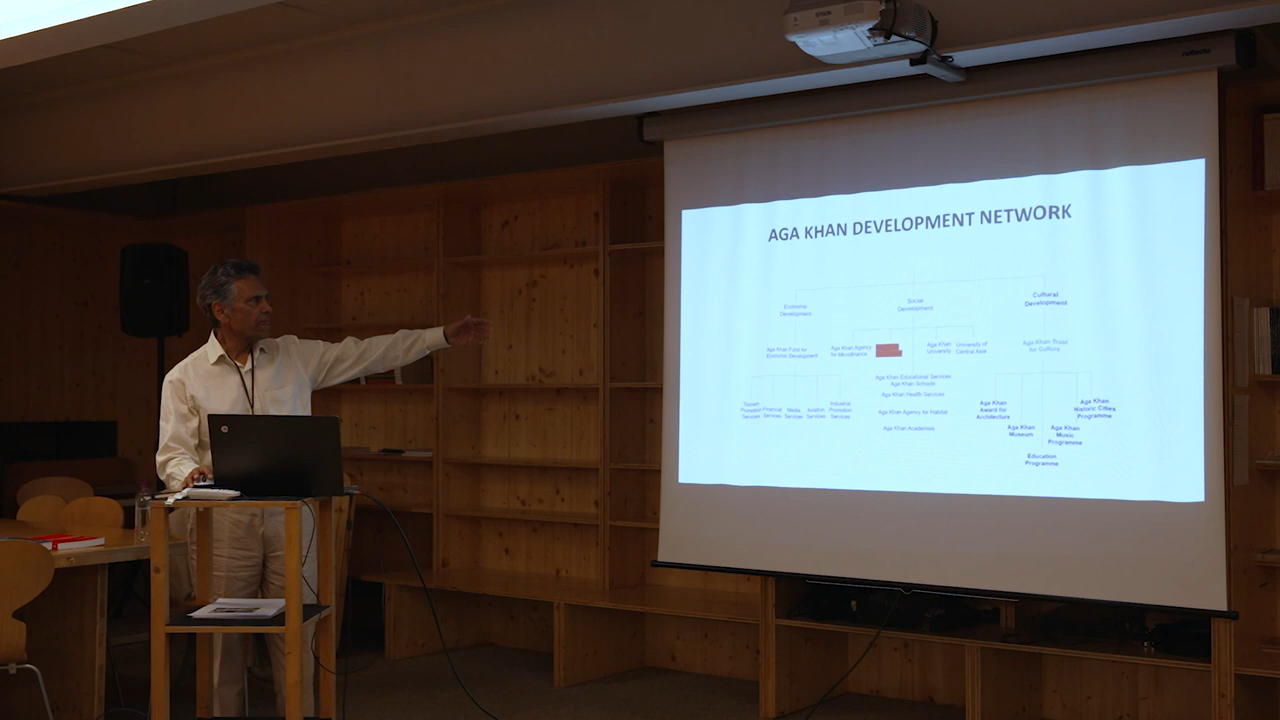 EPSON
reflecta
AGA KHAN DEVELOPMENT NETWORK
Economic
Development
Social
Development
Cultural
Development
Aga Khan Fund for
Economic Development
Aga Khan Agency
for Microfinance
Aga Khan
University
University of
Central Asia
Aga Khan Trust
for Culture
Aga Khan Educational Services
Aga Khan Schools
Aga Khan Health Services
Aga Khan Agency for Habitat
Aga Khan Academies
Tourism
Promotion
Services
Financial
Services
Media
Services
Aviation
Services
Industrial
Promotion
Services
Aga Khan
Award for
Architecture
Aga Khan
Museum
Education
Programme
Aga Khan
Music
Programme
Aga Khan
Historic Cities
Programme